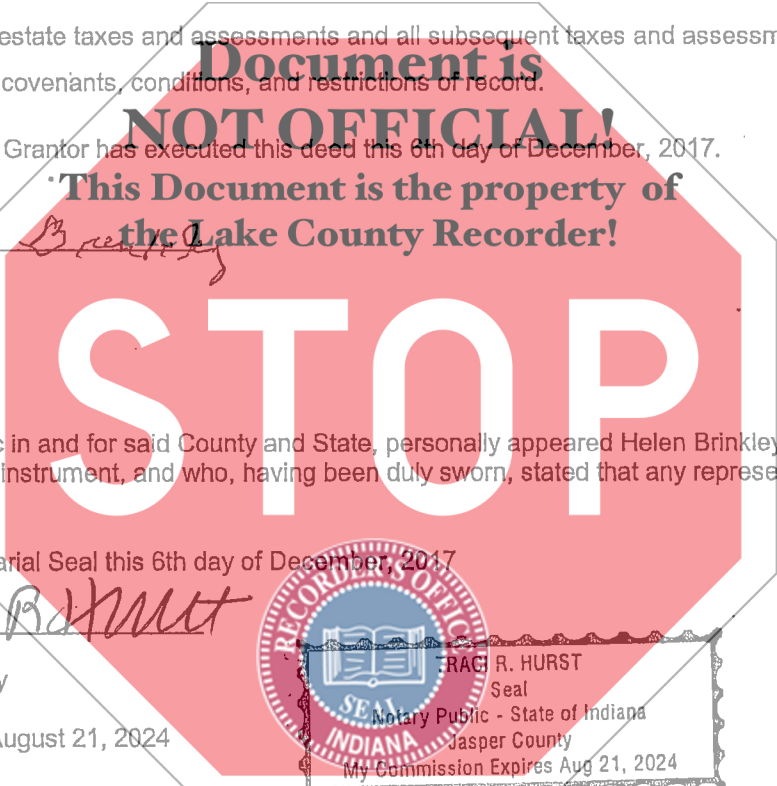 estate taxes and assessments and all subsequent taxes and assessm
Document is
covenants, conditions, and restrictions of record.
NOT OFFICIAL!
Grantor has executed this deed this 6th day of December, 2017.
This Document is the property of
the Lake County Recorder!
STOP
c in and for said County and State, personally appeared Helen Brinkley
instrument, and who, having been duly sworn, stated that any represe
arial Seal this 6th day of December, 2017
RECORDER'S OFFICE
SEAL
INDIANA
TRACI R. HURST
Seal
Notary Public - State of Indiana
Jasper County
My Commission Expires Aug 21, 2024
y
August 21, 2024